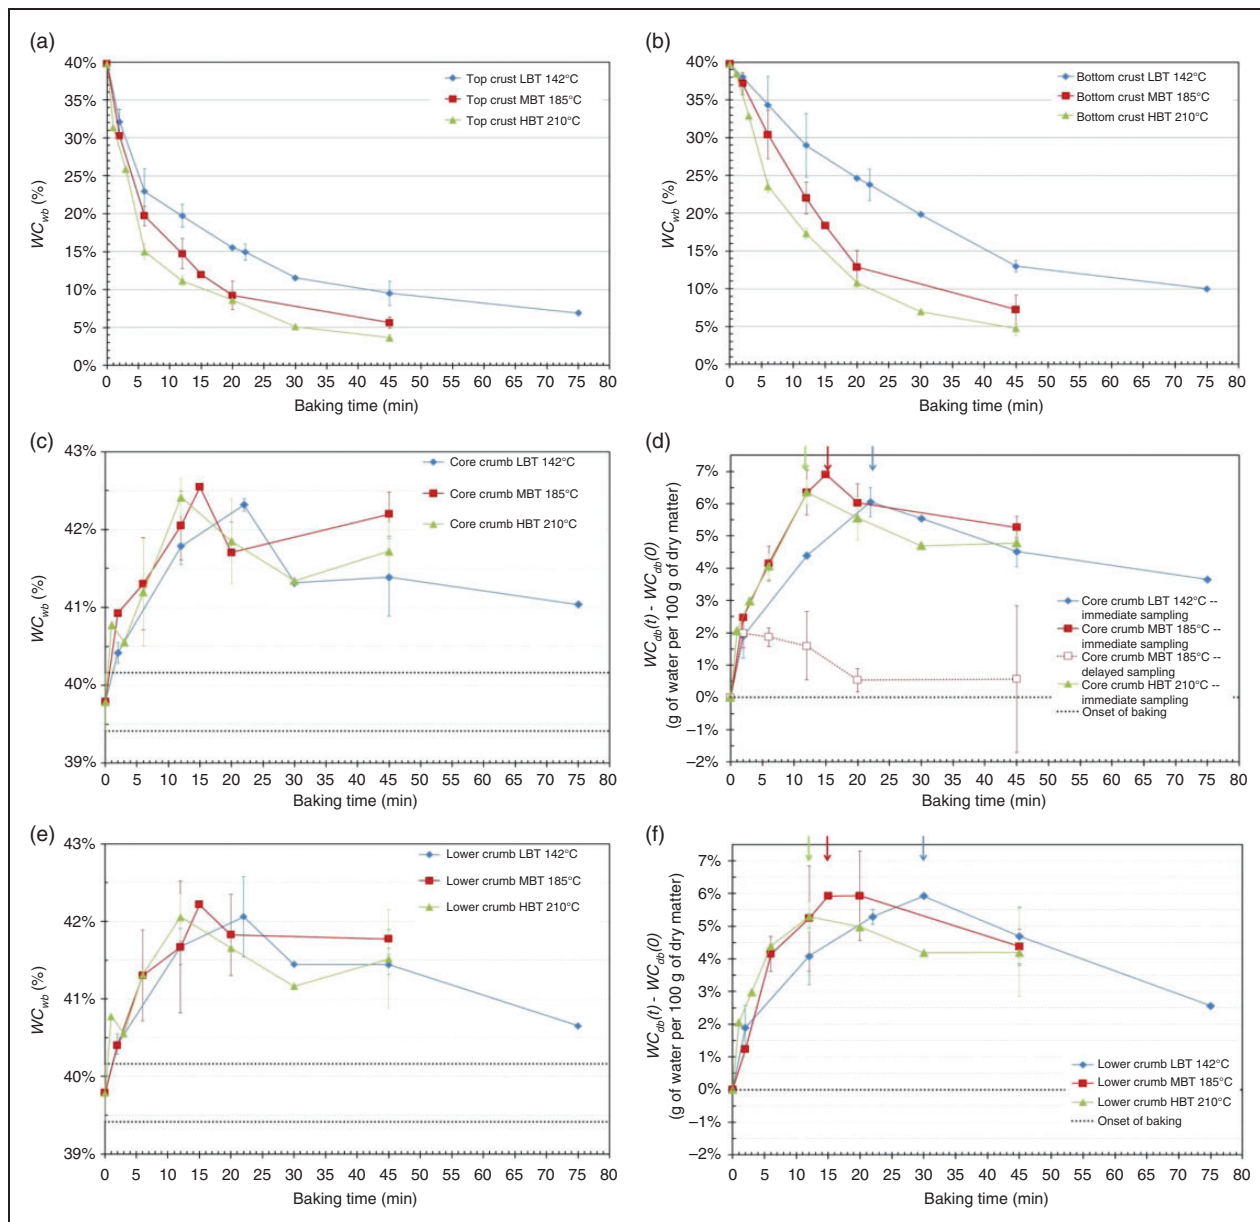 (a)
40%
35%
30%
25%
20%
15%
10%
5%
0%
WCwb (%)
Top crust LBT 142°C
Top crust MBT 185°C
Top crust HBT 210°C
0 5 10 15 20 25 30 35 40 45 50 55 60 65 70 75 80
Baking time (min)
(b)
40%
35%
30%
25%
20%
15%
10%
5%
0%
WCwb (%)
Bottom crust LBT 142°C
Bottom crust MBT 185°C
Bottom crust HBT 210°C
0 5 10 15 20 25 30 35 40 45 50 55 60 65 70 75 80
Baking time (min)
(c)
43%
42%
41%
40%
39%
WCwb (%)
Core crumb LBT 142°C
Core crumb MBT 185°C
Core crumb HBT 210°C
0 5 10 15 20 25 30 35 40 45 50 55 60 65 70 75 80
Baking time (min)
(d)
7%
6%
5%
4%
3%
2%
1%
0%
–1%
–2%
WCdb(t) - WCdb(0)
(g of water per 100 g of dry matter)
Core crumb LBT 142°C --
immediate sampling
Core crumb MBT 185°C --
immediate sampling
Core crumb MBT 185°C --
delayed sampling
Core crumb HBT 210°C --
immediate sampling
Onset of baking
0 5 10 15 20 25 30 35 40 45 50 55 60 65 70 75 80
Baking time (min)
(e)
43%
42%
41%
40%
39%
WCwb (%)
Lower crumb LBT 142°C
Lower crumb MBT 185°C
Lower crumb HBT 210°C
0 5 10 15 20 25 30 35 40 45 50 55 60 65 70 75 80
Baking time (min)
(f)
7%
6%
5%
4%
3%
2%
1%
0%
–1%
–2%
WCdb(t) - WCdb(0)
(g of water per 100 g of dry matter)
Lower crumb LBT 142°C
Lower crumb MBT 185°C
Lower crumb HBT 210°C
Onset of baking
0 5 10 15 20 25 30 35 40 45 50 55 60 65 70 75 80
Baking time (min)